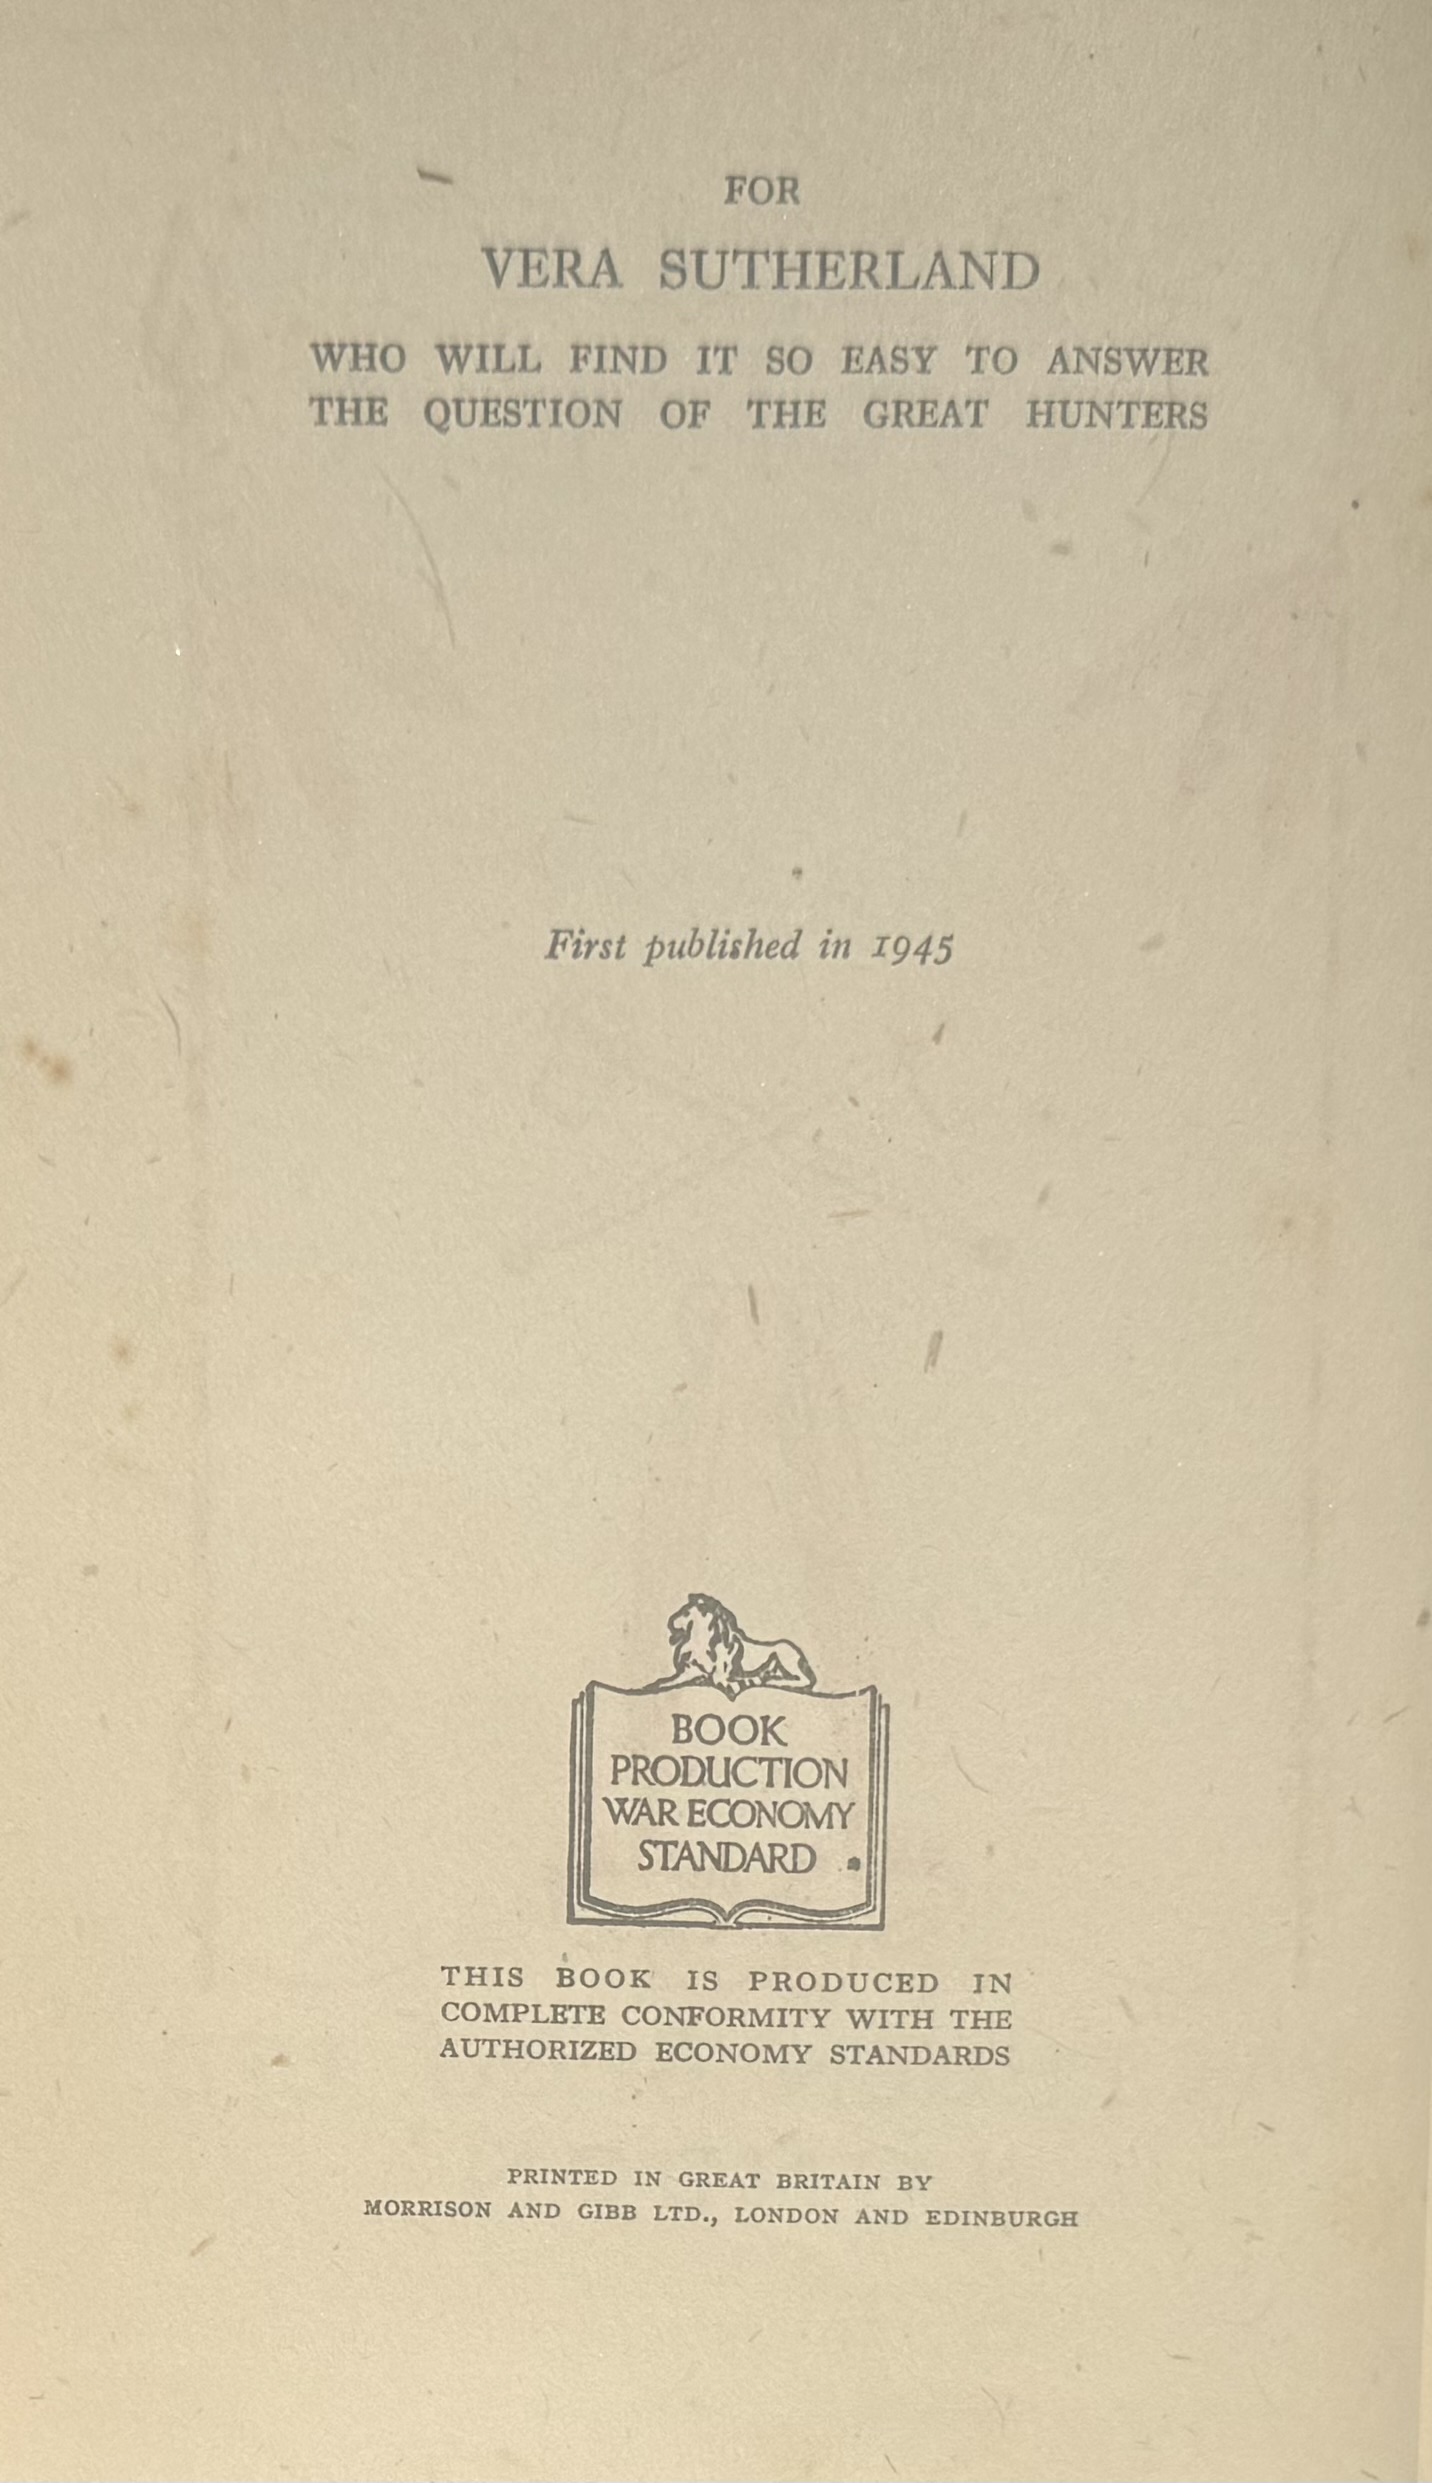 FOR
VERA SUTHERLAND
WHO WILL FIND IT SO EASY TO ANSWER
THE QUESTION OF THE GREAT HUNTERS
First published in 1945
BOOK
PRODUCTION
WAR ECONOMY
STANDARD
THIS BOOK IS PRODUCED IN
COMPLETE CONFORMITY WITH THE
AUTHORIZED ECONOMY STANDARDS
PRINTED IN GREAT BRITAIN BY
MORRISON AND GIBB LTD., LONDON AND EDINBURGH